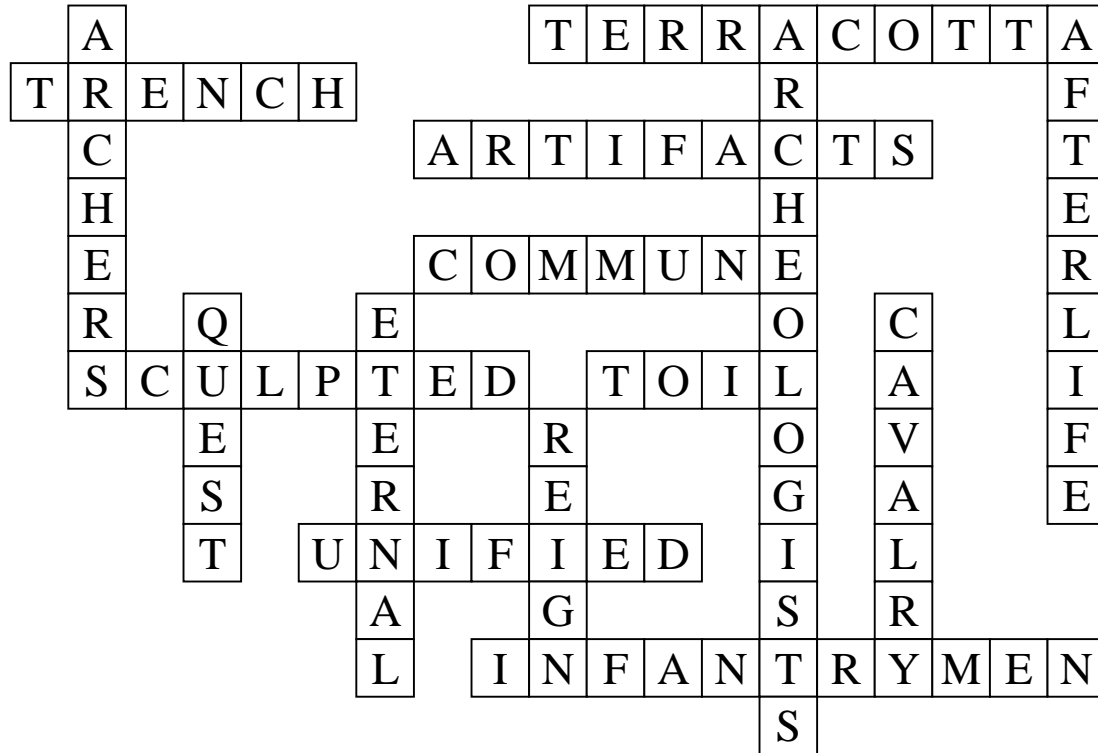 TERRACOTTA
TRENCH
ARTIFACTS
COMMUNE
SCULPTED
TOIL
UNIFIED
INFANTRYMEN
ARCHERS
ARCHEOLOGISTS
AFTERLIFE
QUEST
ETERNAL
CAVALRY
REIGN